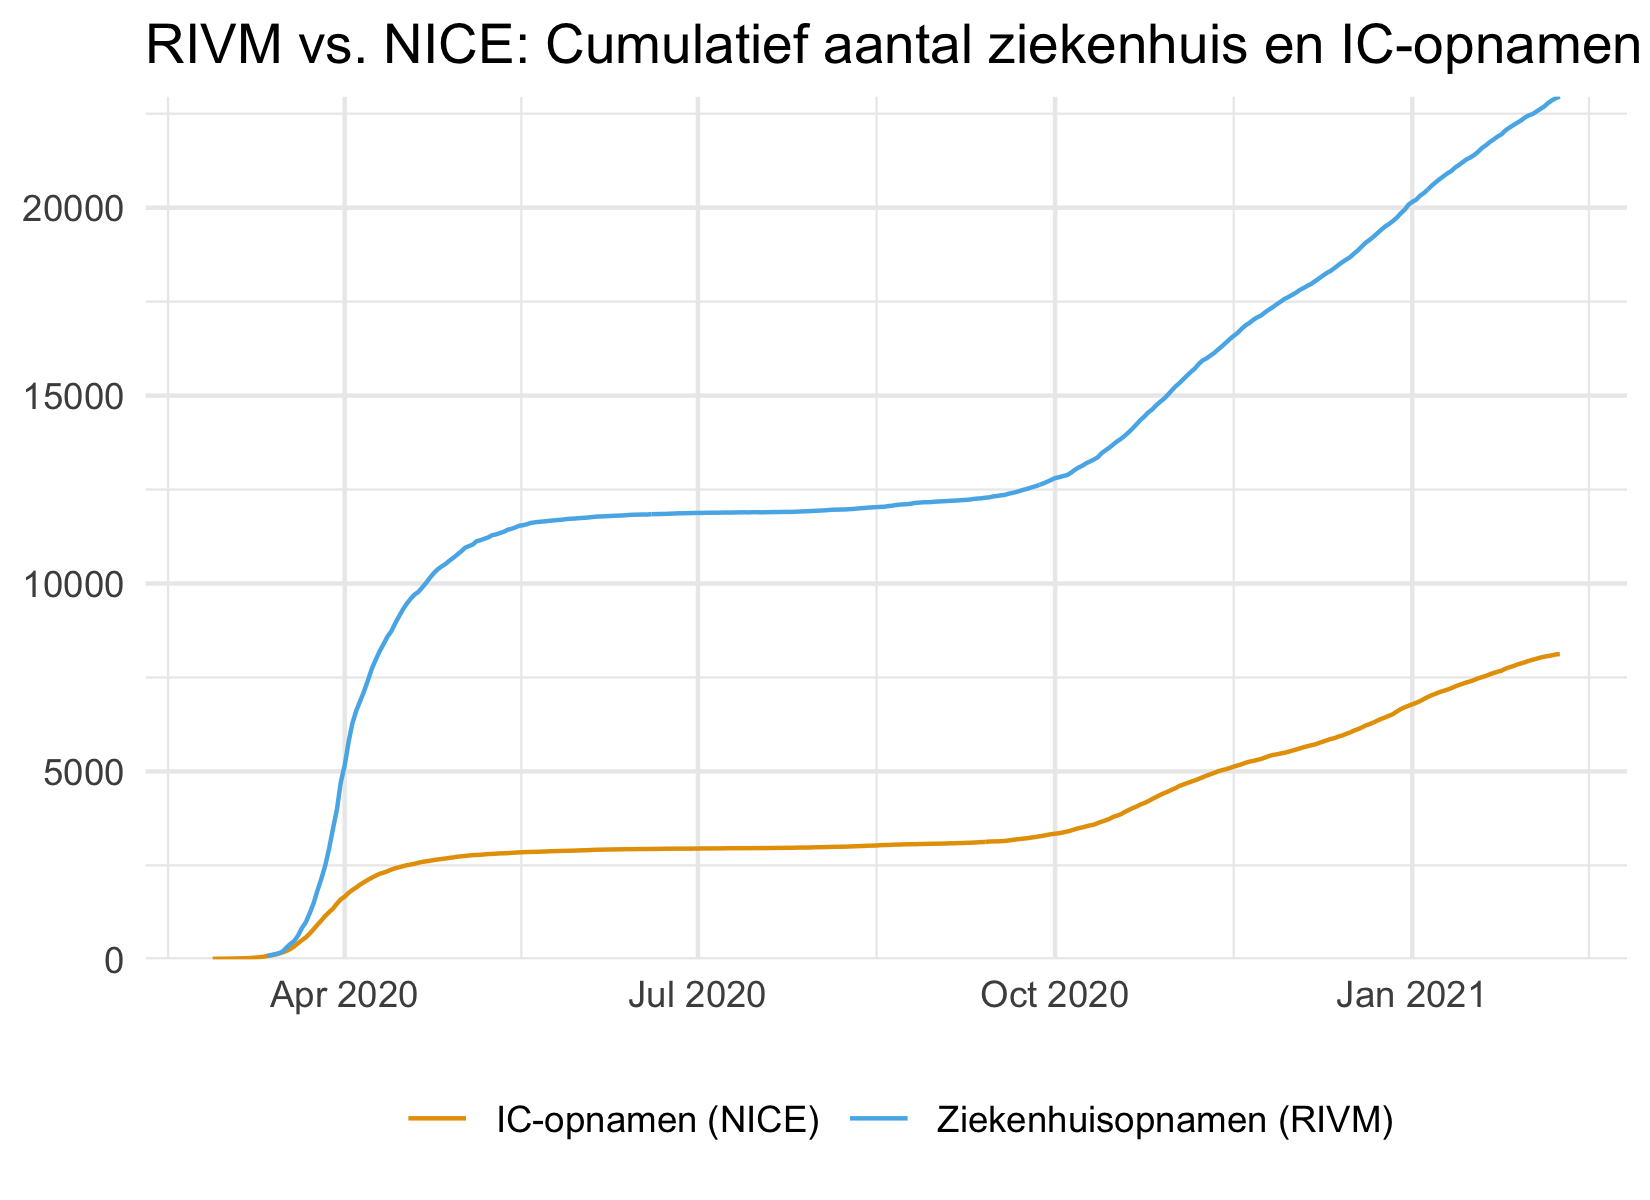 RIVM vs. NICE: Cumulatief aantal ziekenhuis en IC-opnamen
20000
15000
10000
5000
0
Apr 2020 Jul 2020 Oct 2020 Jan 2021
IC-opnamen (NICE) Ziekenhuisopnamen (RIVM)